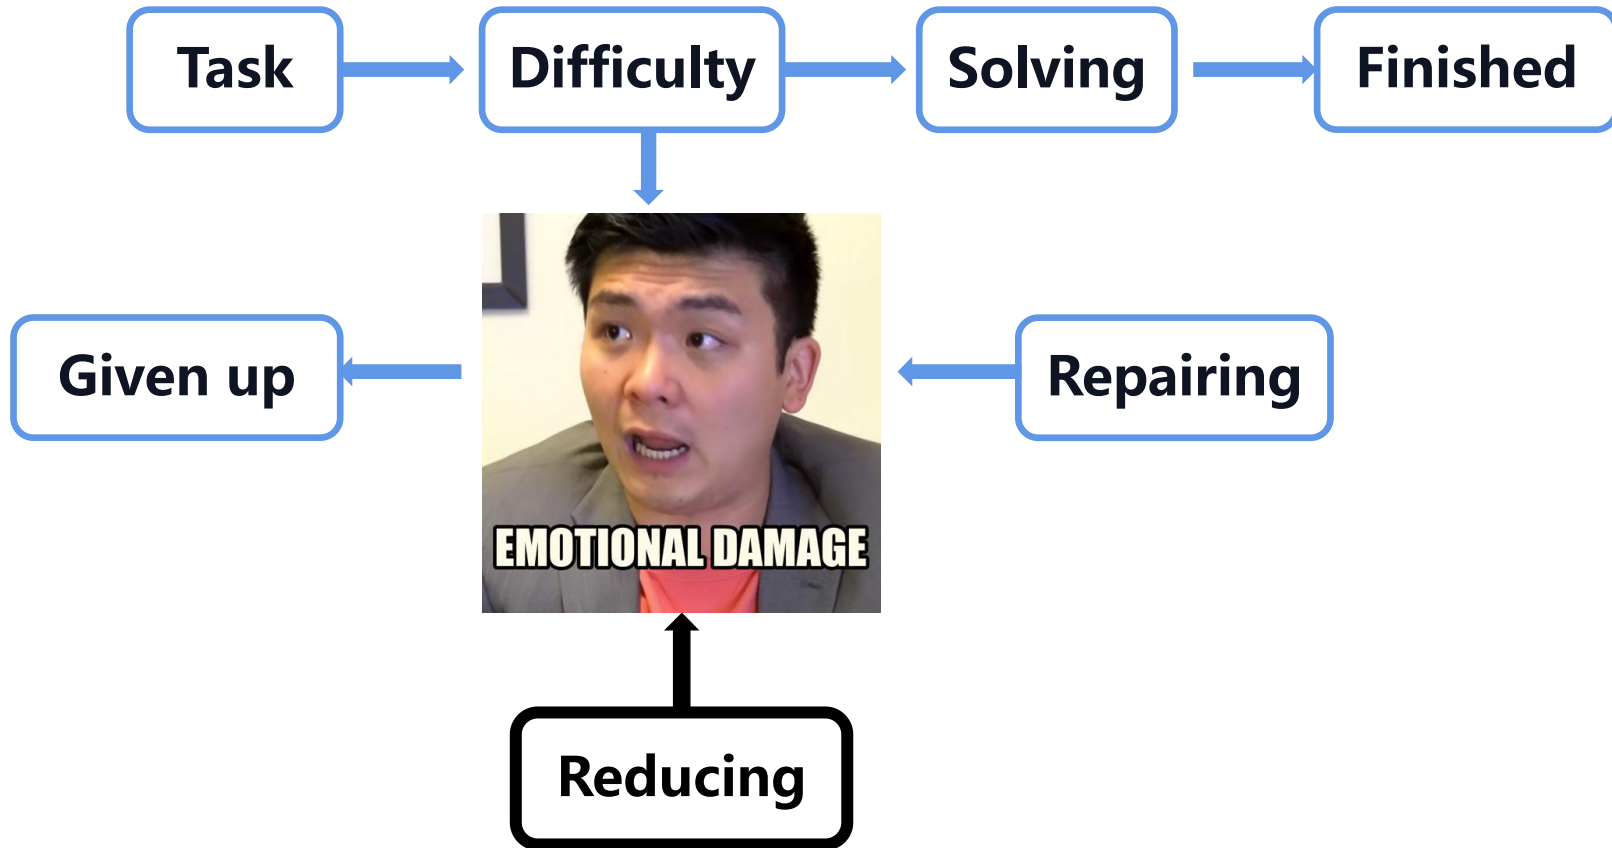 Task
Difficulty
Solving
Finished
Given up
EMOTIONAL DAMAGE
Repairing
Reducing